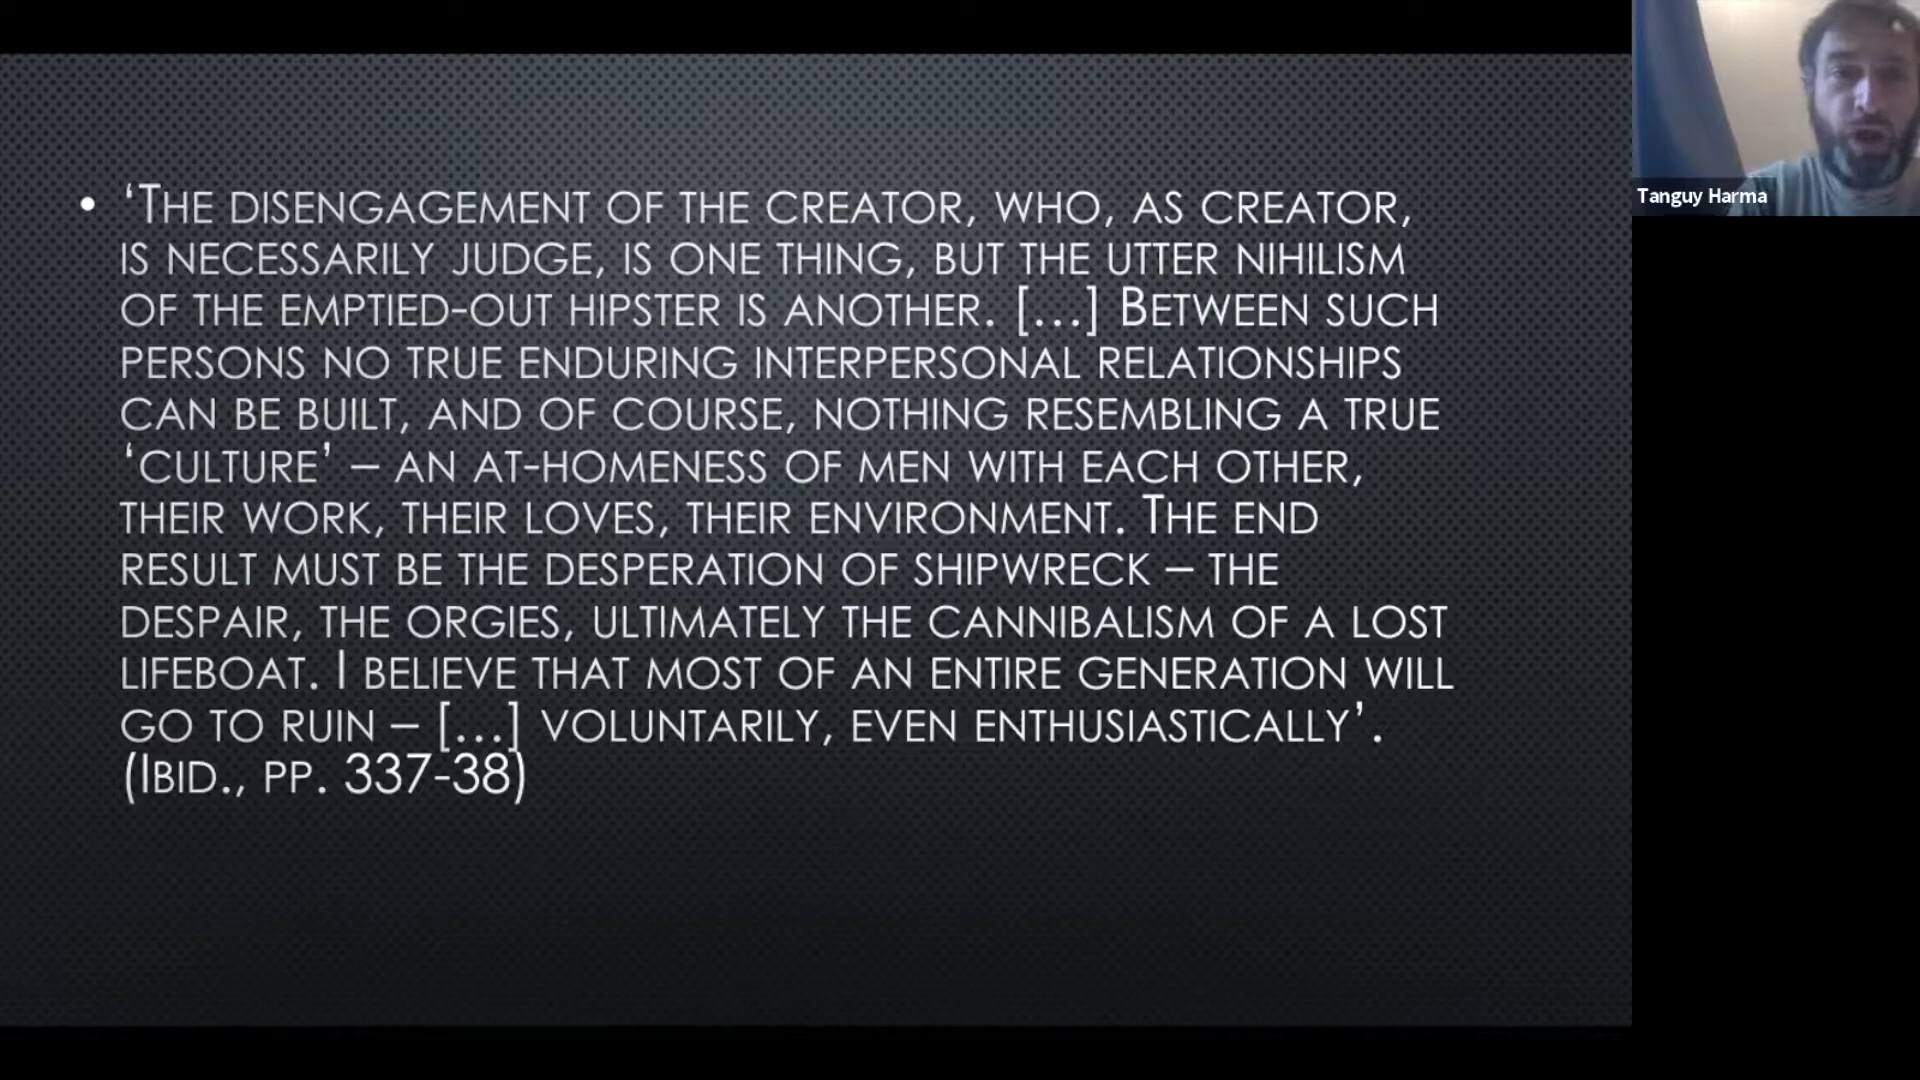 • ‘The disengagement of the creator, who, as creator,
is necessarily judge, is one thing, but the utter nihilism
of the emptied-out hipster is another. […] Between such
persons no true enduring interpersonal relationships
can be built, and of course, nothing resembling a true
‘culture’ – an at-homeness of men with each other,
their work, their loves, their environment. The end
result must be the desperation of shipwreck – the
despair, the orgies, ultimately the cannibalism of a lost
lifeboat. I believe that most of an entire generation will
go to ruin – […] voluntarily, even enthusiastically’.
(Ibid., pp. 337-38)
Tanguy Harma